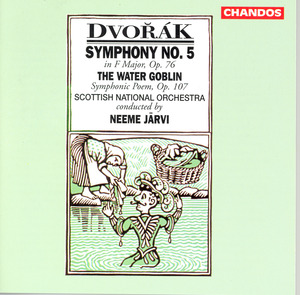 CHANDOS
DVOŘÁK
SYMPHONY NO. 5
in F Major, Op. 76
THE WATER GOBLIN
Symphonic Poem, Op. 107
SCOTTISH NATIONAL ORCHESTRA
conducted by
NEEME JÄRVI